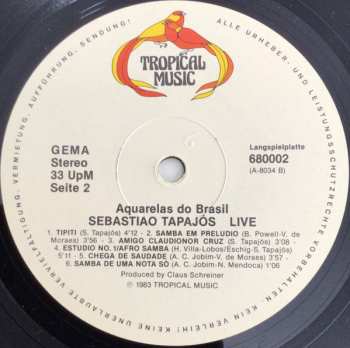 TROPICAL
MUSIC
ALLE URHEBER- UND LEISTUNGSSCHUTZRECHTE VORBEHALTEN · KEIN VERLEIH! KEINE UNERLAUBTE VERVIELFÄLTIGUNG, VERMIETUNG, AUFFÜHRUNG, SENDUNG!
GEMA
Stereo
33 UpM
Seite 2
Langspielplatte
680002
(A-8034 B)
Aquarelas do Brasil
SEBASTIAO TAPAJÓS LIVE
1. TIPITI (S. Tapajós) 4'12 - 2. SAMBA EM PRELUDIO (B. Powell-V. de
Moraes) 3'56 - 3. AMIGO CLAUDIONOR CRUZ (S. Tapajós) 3'08
4. ESTUDIO NO.1/AFRO SAMBA (H. Villa-Lobos/Eschig-S. Tapajós)
5'11 - 5. CHEGA DE SAUDADE (A. C. Jobim-V. de Moraes) 3'30
6. SAMBA DE UMA NOTA SÓ (A. C. Jobim-N. Mendoca) 1'06
Produced by Claus Schreiner
℗ 1983 TROPICAL MUSIC